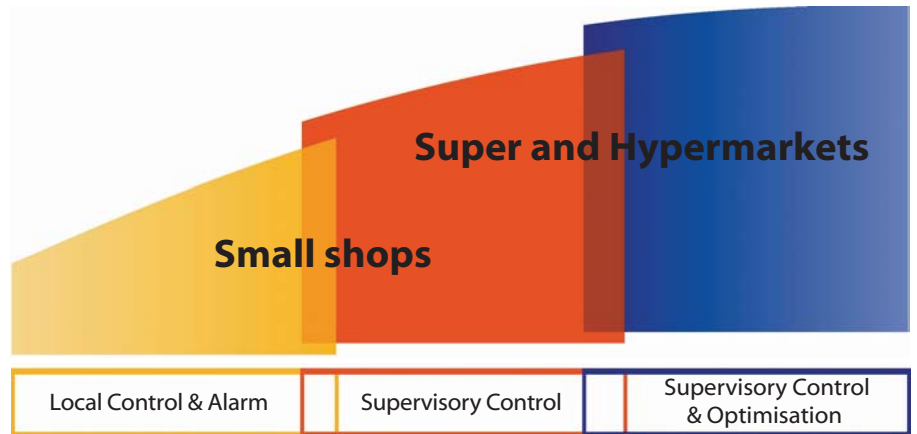 Super and Hypermarkets
Small shops
Local Control & Alarm
Supervisory Control
Supervisory Control
& Optimisation